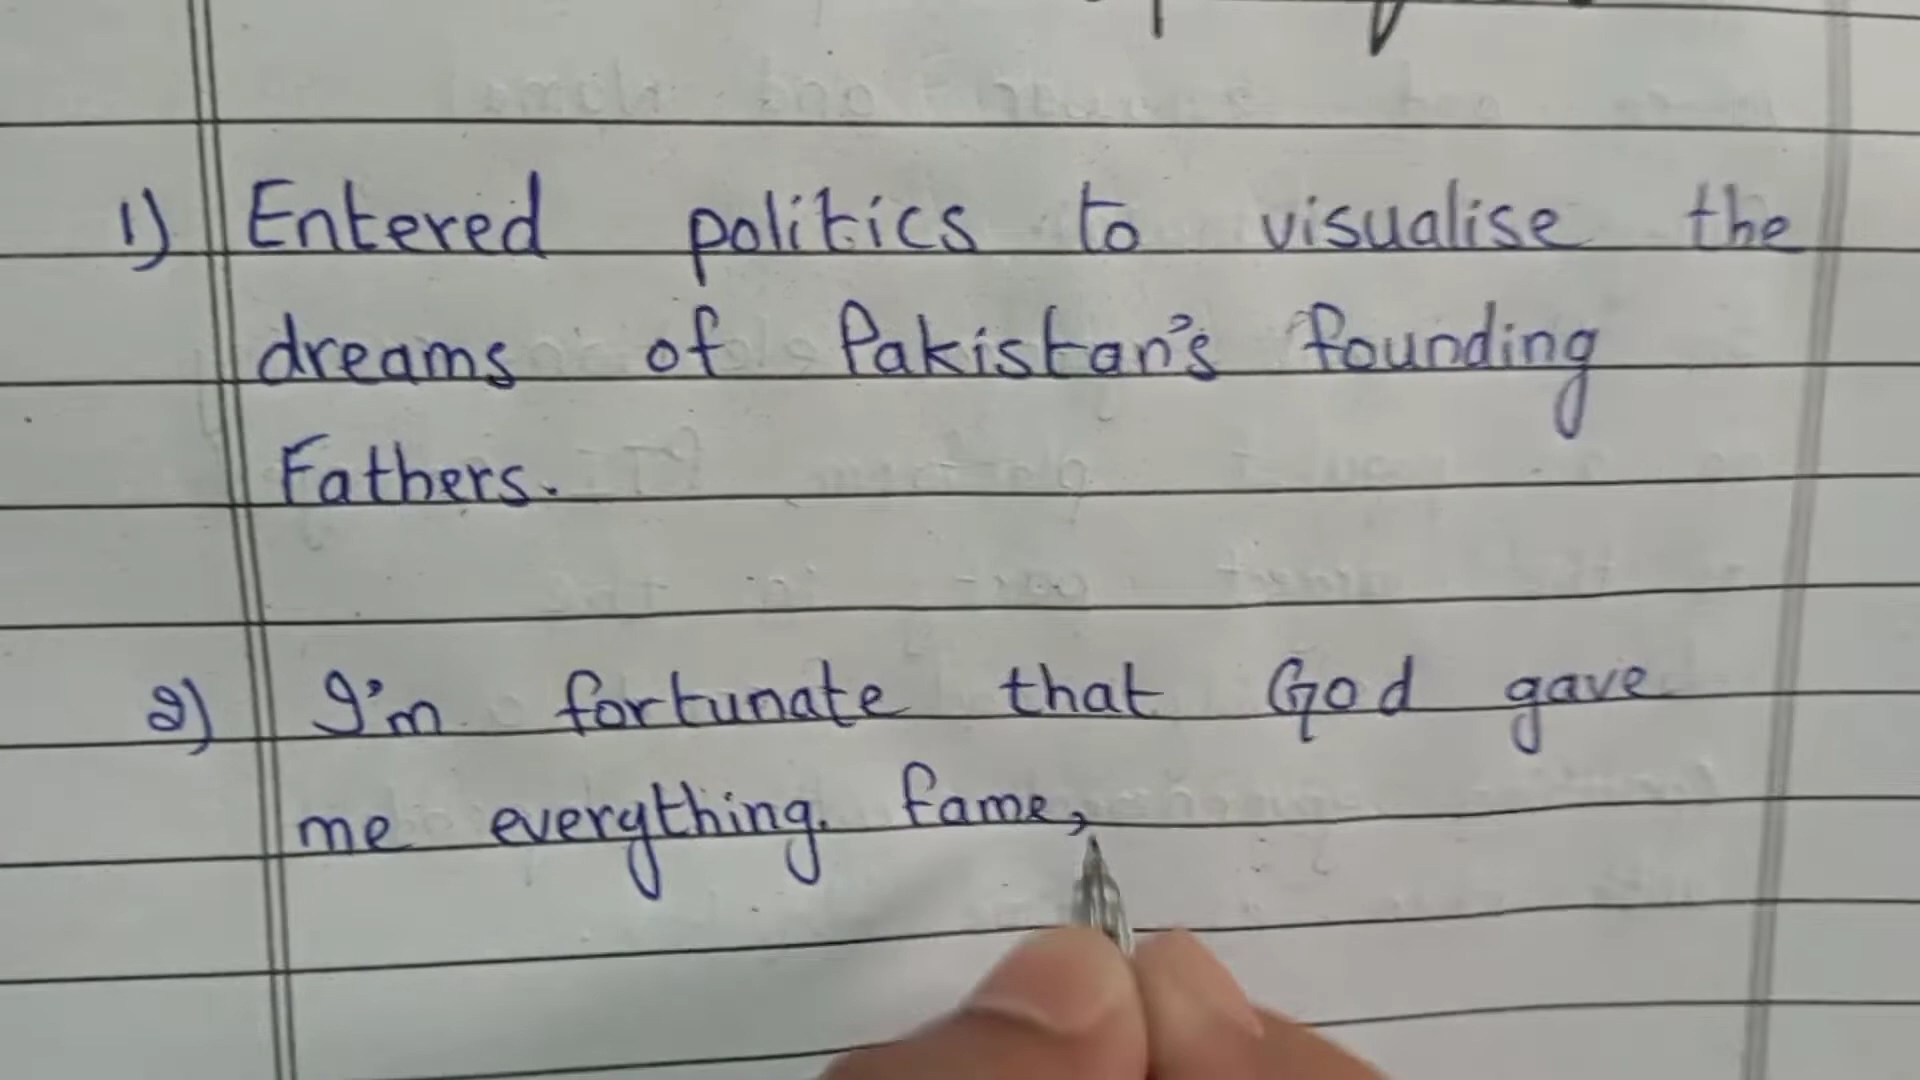 1) Entered politics to visualise the
dreams of Pakistan's founding
Fathers.
2) I'm fortunate that God gave
me everything. Fame,